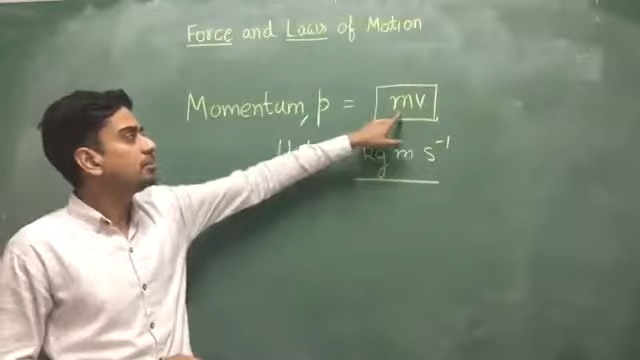 Force and Laws of Motion
Momentum, p = mv
kg m s⁻¹